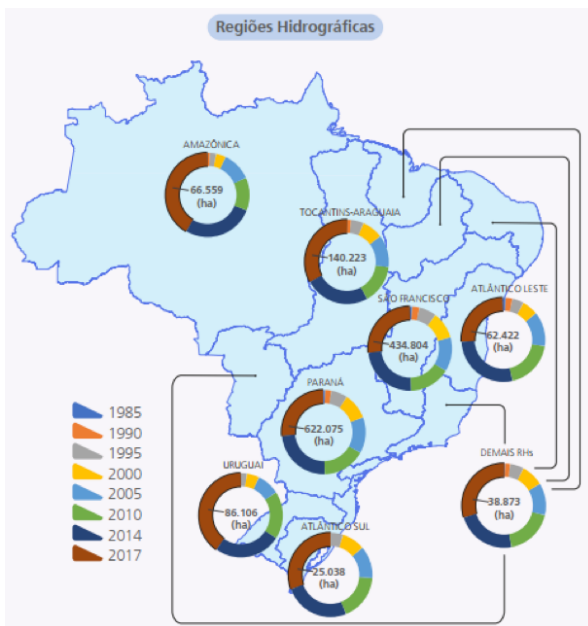 Regiões Hidrográficas
AMAZÔNICA
66.559
(ha)
TOCANTINS-ARAGUAIA
140.223
(ha)
SÃO FRANCISCO
434.804
(ha)
ATLÂNTICO LESTE
62.422
(ha)
PARANÁ
622.075
(ha)
DEMAIS RHs
38.873
(ha)
URUGUAI
86.106
(ha)
ATLÂNTICO SUL
25.038
(ha)
1985
1990
1995
2000
2005
2010
2014
2017